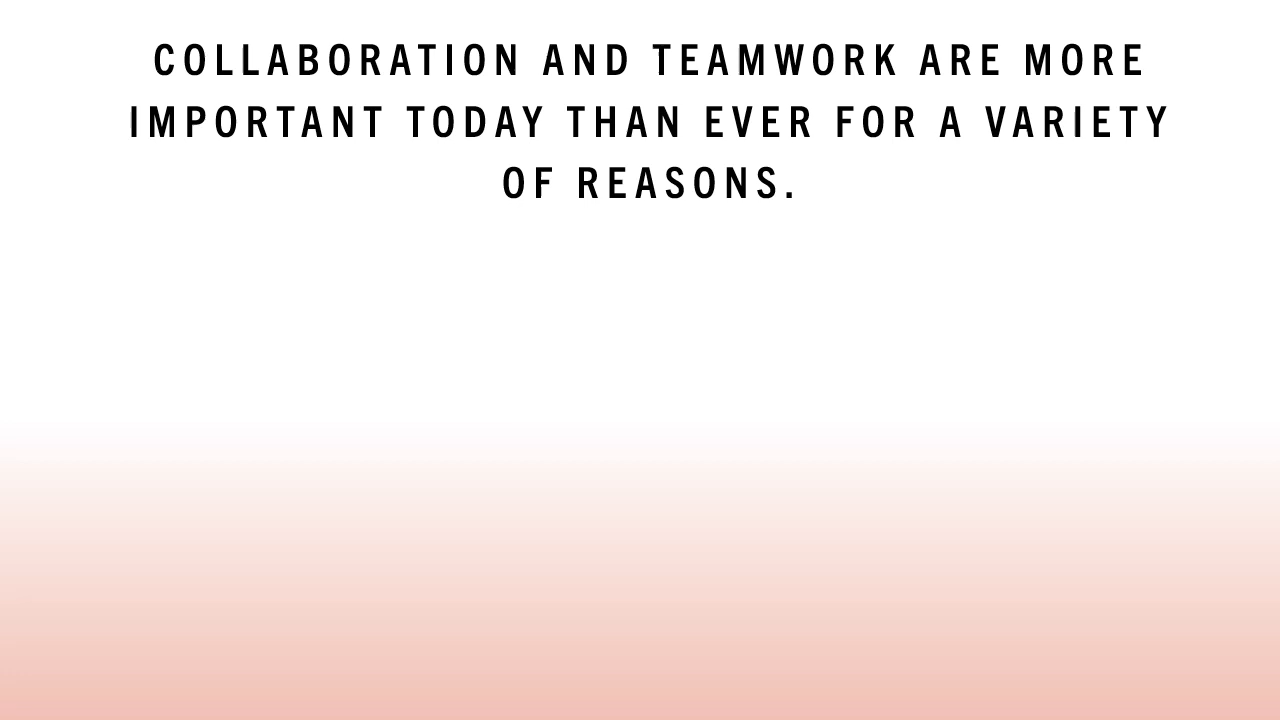 COLLABORATION AND TEAMWORK ARE MORE
IMPORTANT TODAY THAN EVER FOR A VARIETY
OF REASONS.